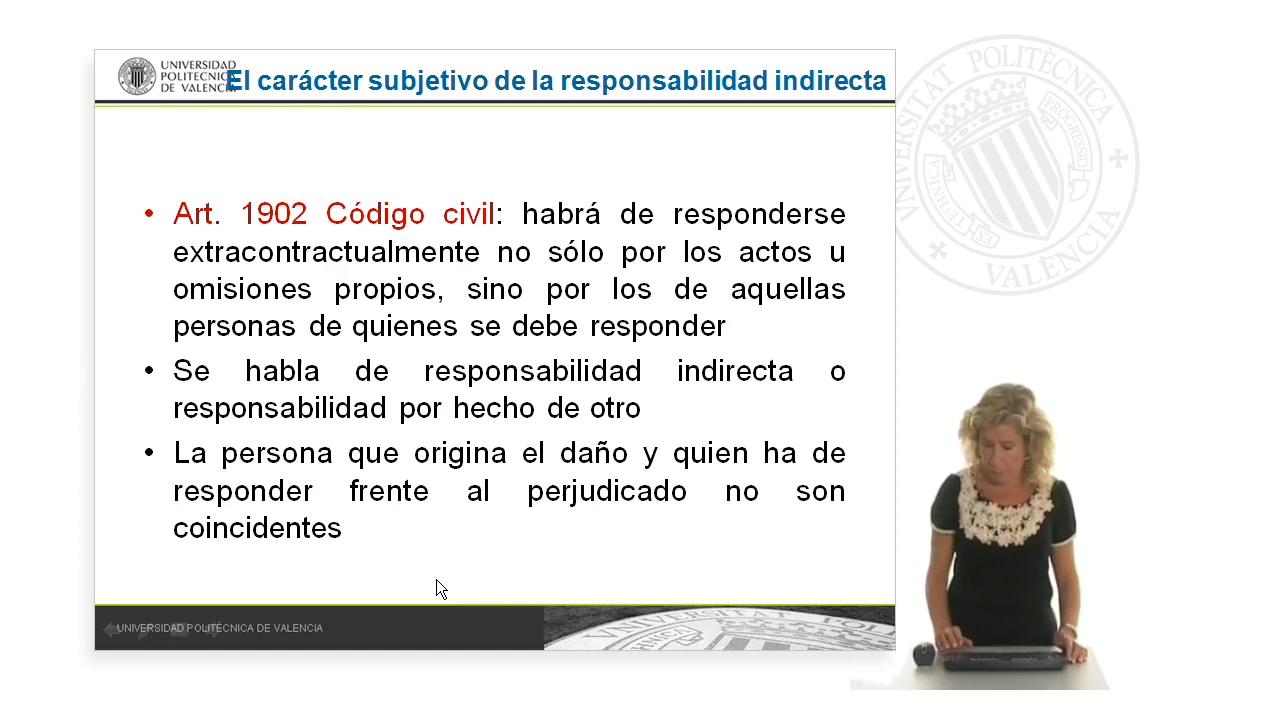 UNIVERSIDAD
POLITECNICA
DE VALENCIA
El carácter subjetivo de la responsabilidad indirecta
• Art. 1902 Código civil: habrá de responderse
extracontractualmente no sólo por los actos u
omisiones propios, sino por los de aquellas
personas de quienes se debe responder
• Se habla de responsabilidad indirecta o
responsabilidad por hecho de otro
• La persona que origina el daño y quien ha de
responder frente al perjudicado no son
coincidentes
UNIVERSIDAD POLITÉCNICA DE VALENCIA
UNIVERSITAT POLITÈCNICA
VALÈNCIA